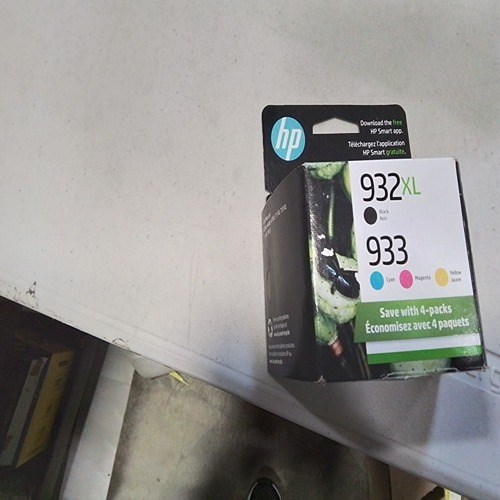 hp
Download the free
HP Smart app.
Téléchargez l'application
HP Smart gratuite.
932XL
Black
Noir
933
Cyan
Magenta
Yellow
Jaune
Save with 4-packs
Économisez avec 4 paquets